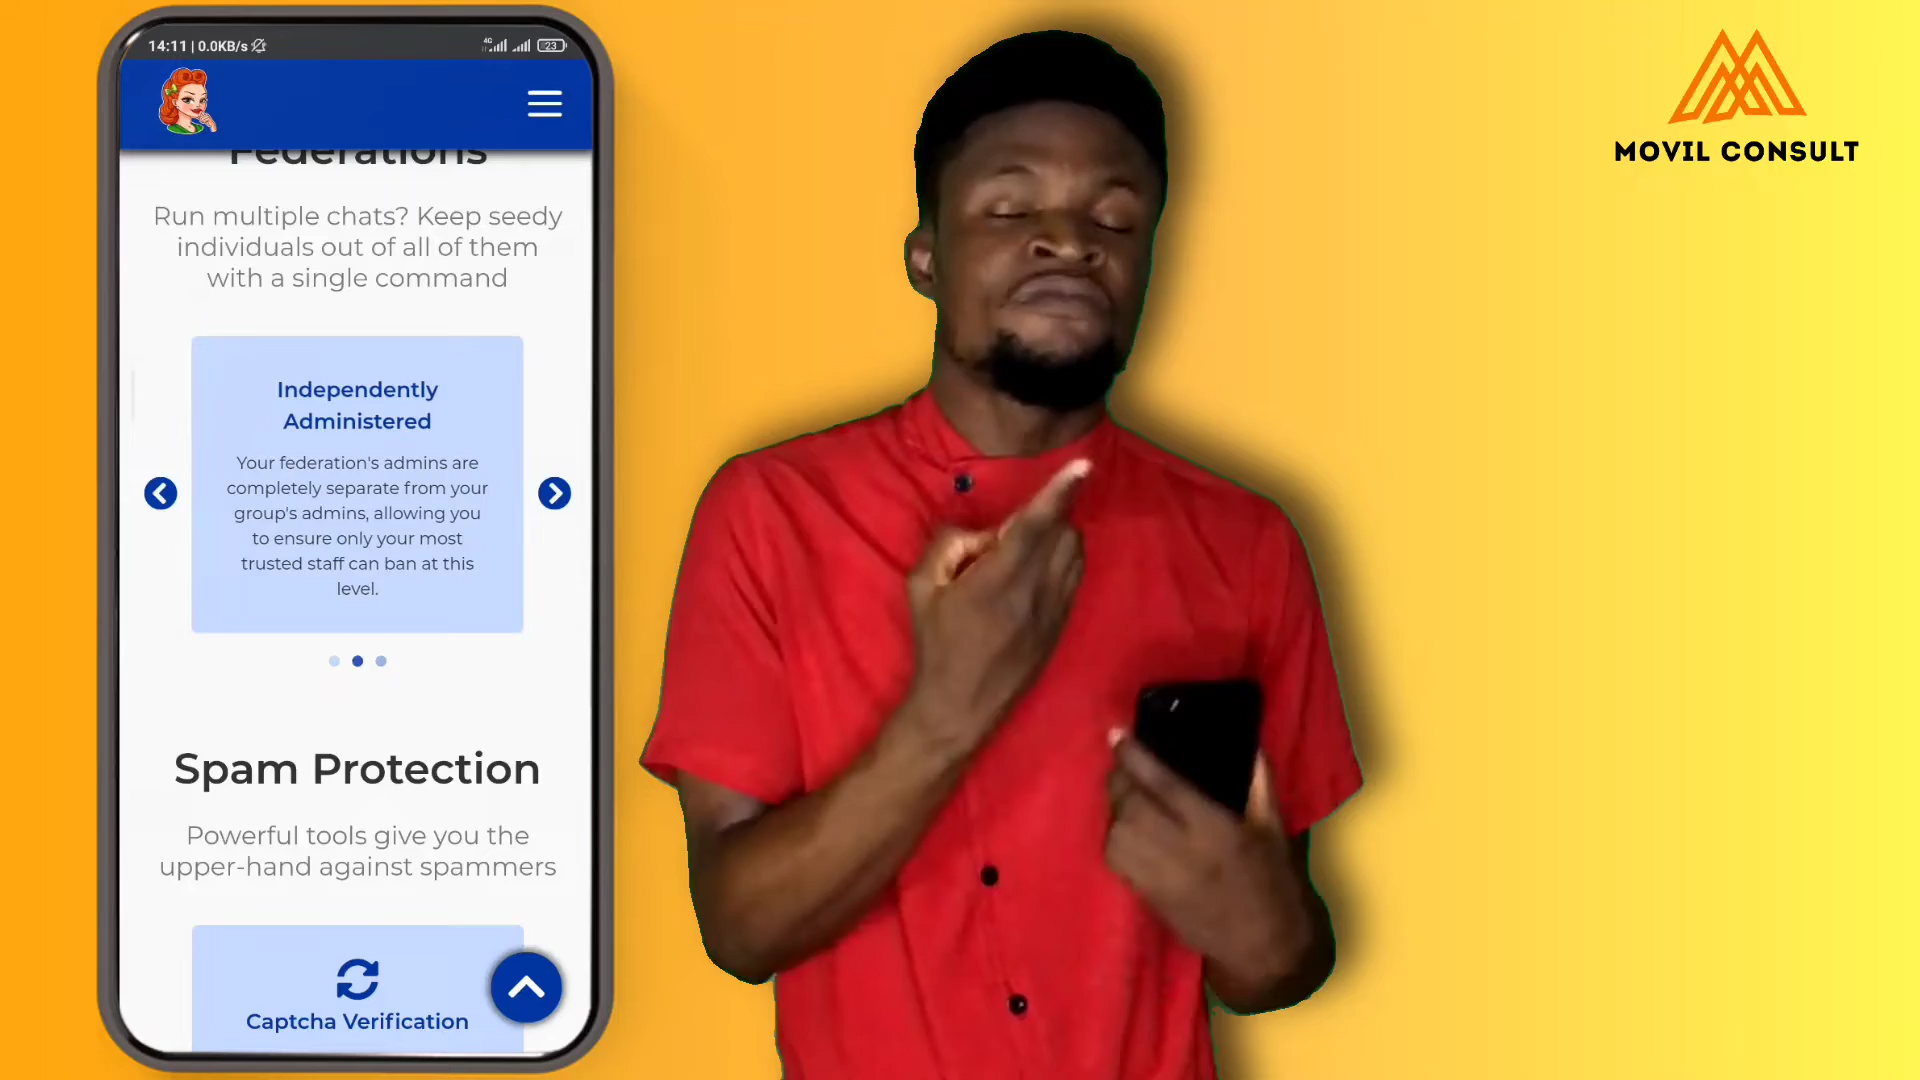 14:11 | 0.0KB/s
4G
23
Federations
Run multiple chats? Keep seedy
individuals out of all of them
with a single command
Independently
Administered
Your federation's admins are
completely separate from your
group's admins, allowing you
to ensure only your most
trusted staff can ban at this
level.
Spam Protection
Powerful tools give you the
upper-hand against spammers
Captcha Verification
MOVIL CONSULT